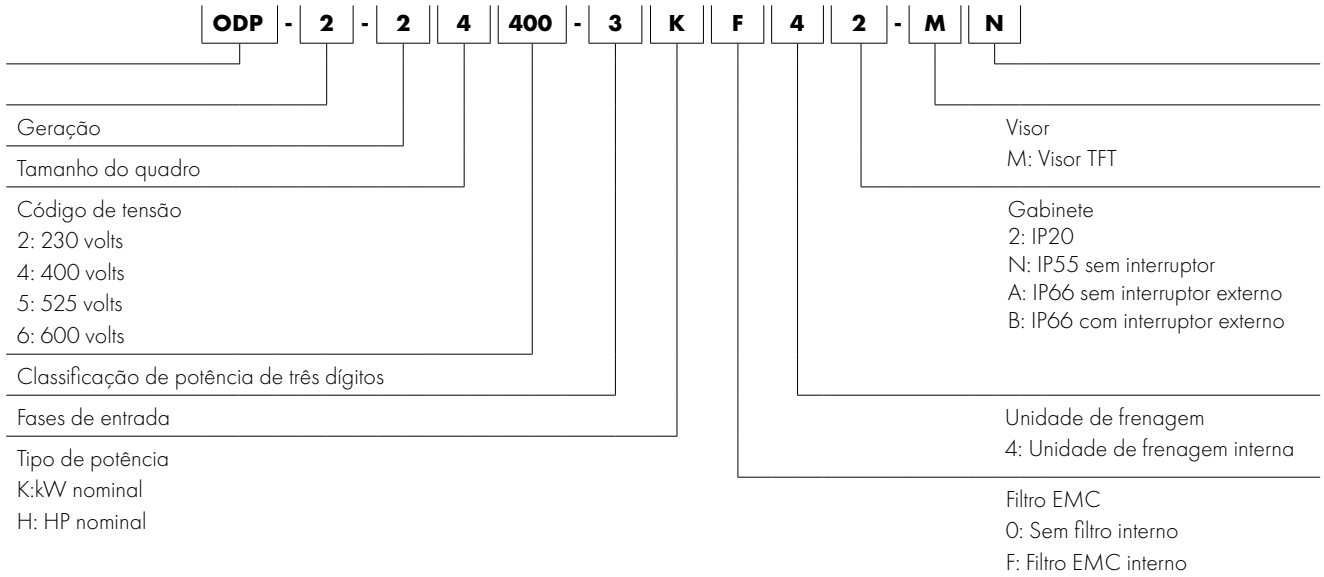 ODP - 2 - 2 4 400 - 3 K F 4 2 - M N
Geração
Tamanho do quadro
Código de tensão
2: 230 volts
4: 400 volts
5: 525 volts
6: 600 volts
Classificação de potência de três dígitos
Fases de entrada
Tipo de potência
K:kW nominal
H: HP nominal
Visor
M: Visor TFT
Gabinete
2: IP20
N: IP55 sem interruptor
A: IP66 sem interruptor externo
B: IP66 com interruptor externo
Unidade de frenagem
4: Unidade de frenagem interna
Filtro EMC
0: Sem filtro interno
F: Filtro EMC interno